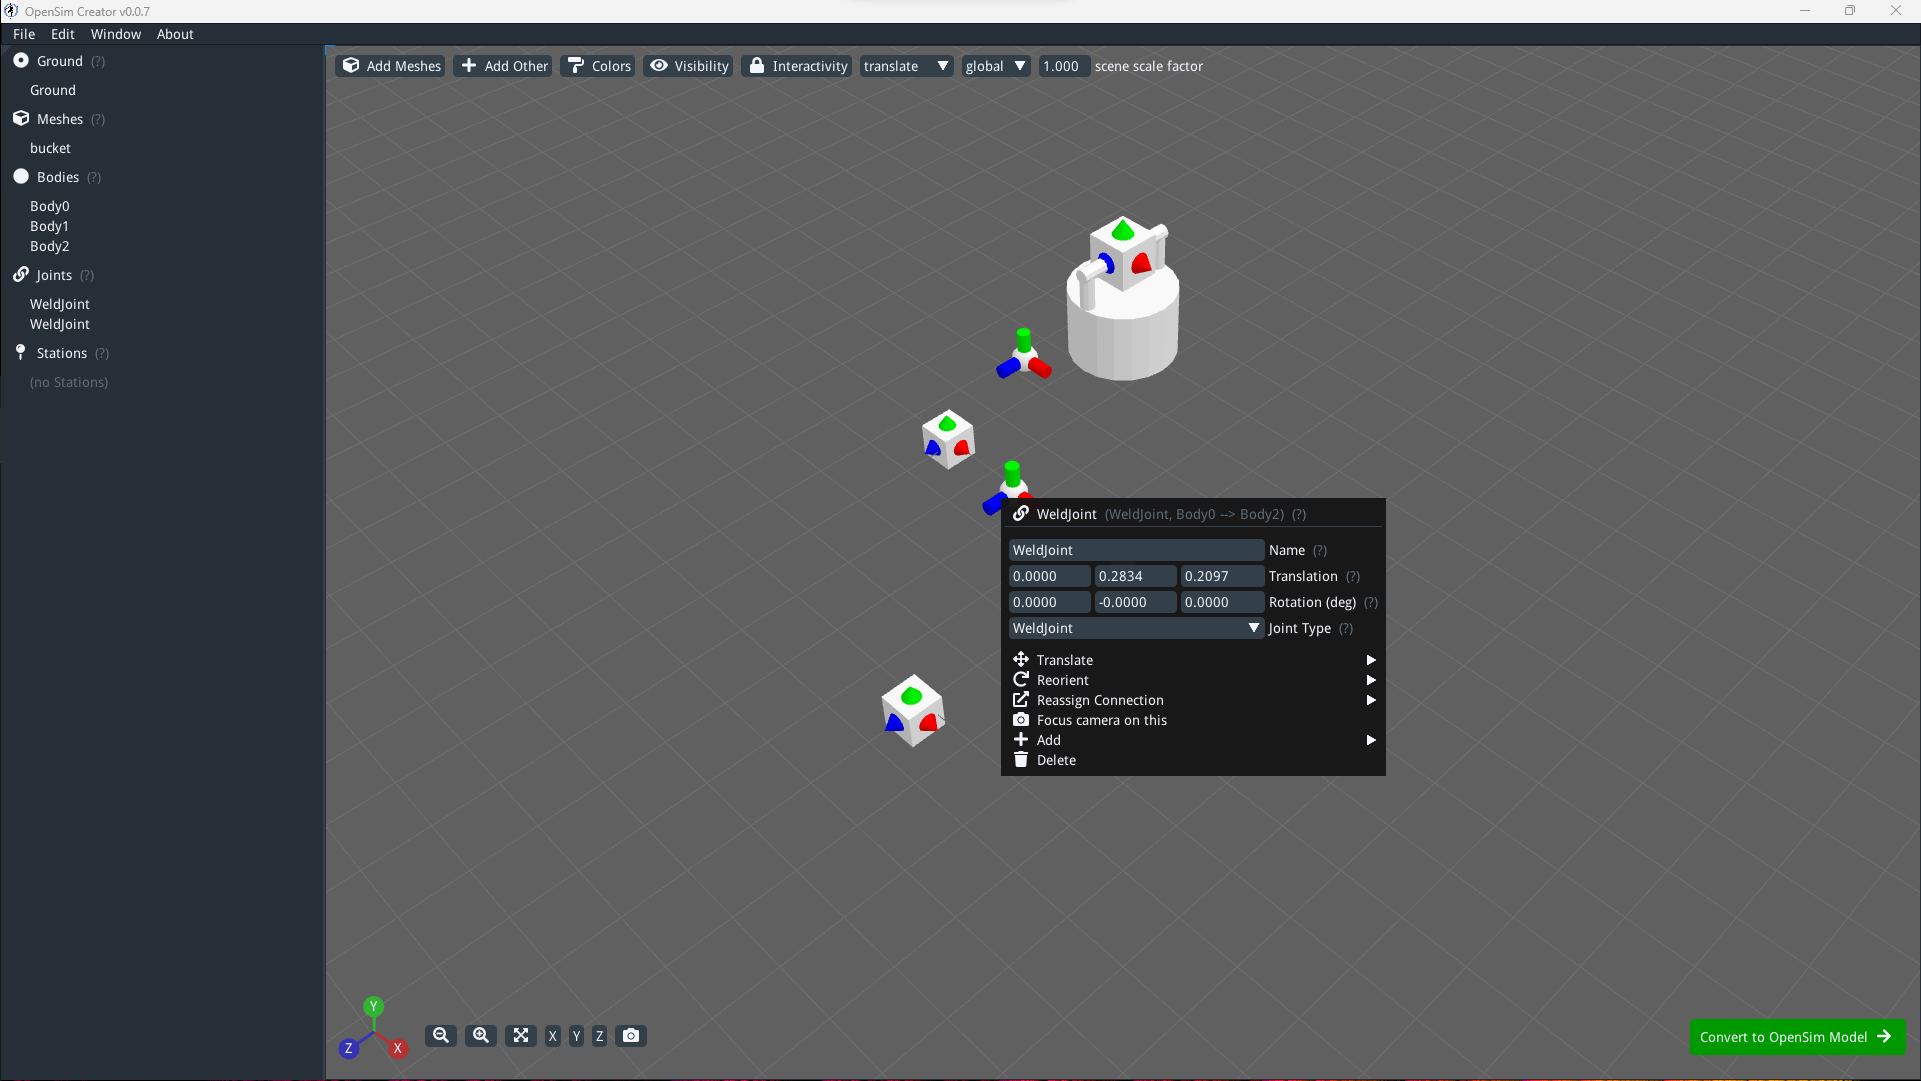 OpenSim Creator v0.0.7
File Edit Window About
Ground (?)
Ground
Meshes (?)
bucket
Bodies (?)
Body0
Body1
Body2
Joints (?)
WeldJoint
WeldJoint
Stations (?)
(no Stations)
Add Meshes Add Other Colors Visibility Interactivity translate global 1.000 scene scale factor
WeldJoint (WeldJoint, Body0 --> Body2) (?)
WeldJoint Name (?)
0.0000 0.2834 0.2097 Translation (?)
0.0000 -0.0000 0.0000 Rotation (deg) (?)
WeldJoint Joint Type (?)
Translate
Reorient
Reassign Connection
Focus camera on this
Add
Delete
Y
Z X
X Y Z
Convert to OpenSim Model